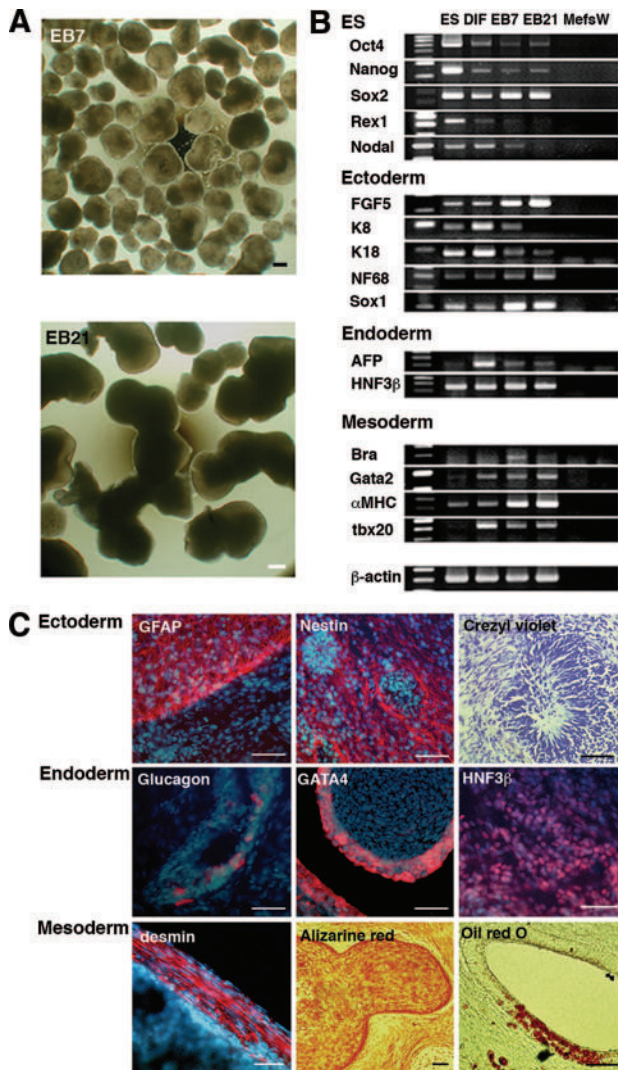 A
EB7
EB21
B
ES
ES DIF EB7 EB21 MefsW
Oct4
Nanog
Sox2
Rex1
Nodal
Ectoderm
FGF5
K8
K18
NF68
Sox1
Endoderm
AFP
HNF3β
Mesoderm
Bra
Gata2
αMHC
tbx20
β-actin
C
Ectoderm
GFAP
Nestin
Crezyl violet
Endoderm
Glucagon
GATA4
HNF3β
Mesoderm
desmin
Alizarine red
Oil red O